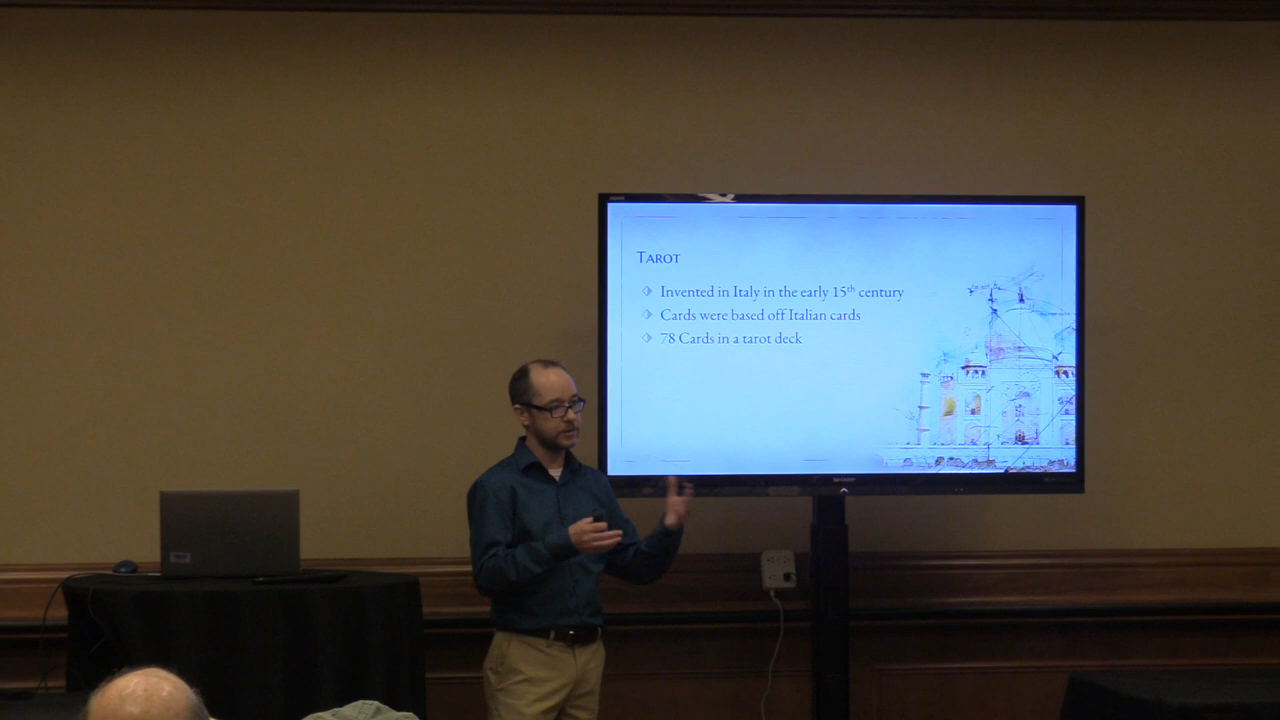 Tarot
Invented in Italy in the early 15th century
Cards were based off Italian cards
78 Cards in a tarot deck
SHARP